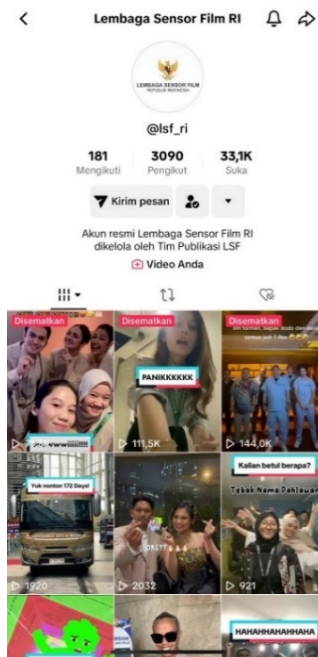 Lembaga Sensor Film RI
LEMBAGA SENSOR FILM
REPUBLIK INDONESIA
@lsf_ri
181 3090 33,1K
Mengikuti Pengikut Suka
Kirim pesan
Akun resmi Lembaga Sensor Film RI
dikelola oleh Tim Publikasi LSF
Video Anda
Disematkan
Disematkan
PANIKKKKKK
111,5K
Disematkan
semua
144,0K
Yuk nonton 172 Days!
1920
2032
Kalian betul berapa?
Tebak Nama Pahlawan
921
HAHAHHAHAHHAHA